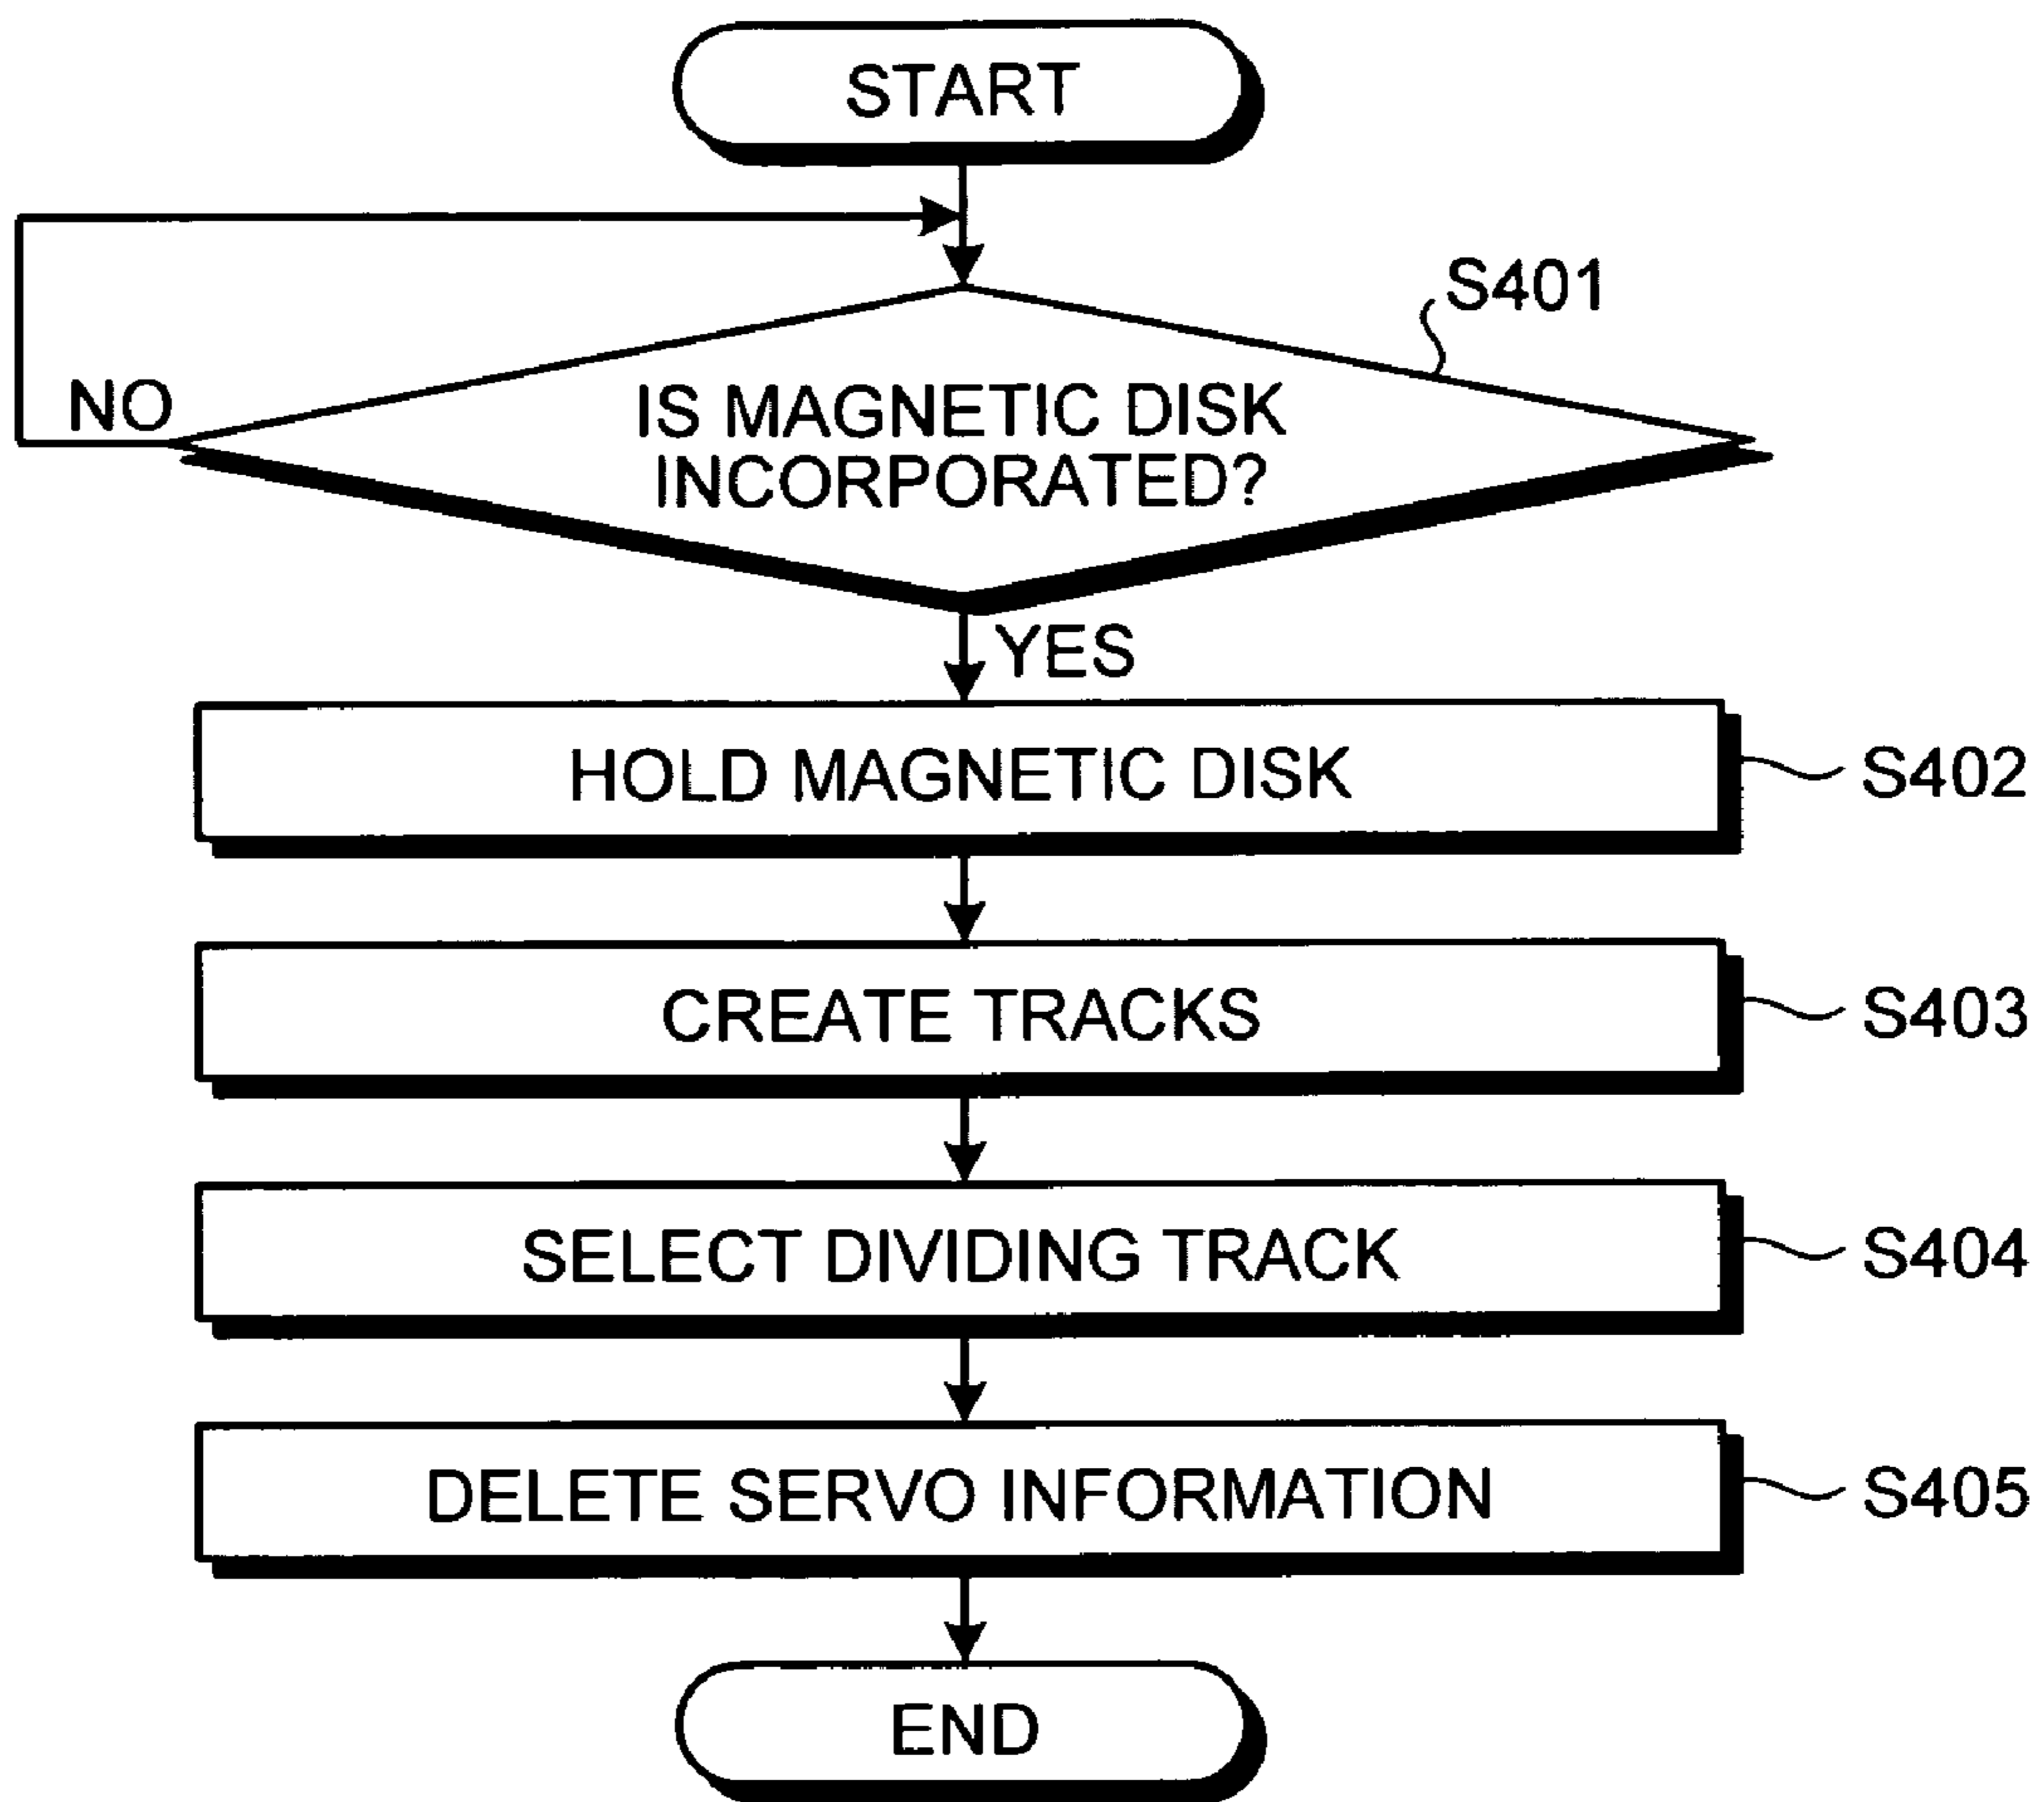 START
S401
NO
IS MAGNETIC DISK
INCORPORATED?
YES
HOLD MAGNETIC DISK
S402
CREATE TRACKS
S403
SELECT DIVIDING TRACK
S404
DELETE SERVO INFORMATION
S405
END